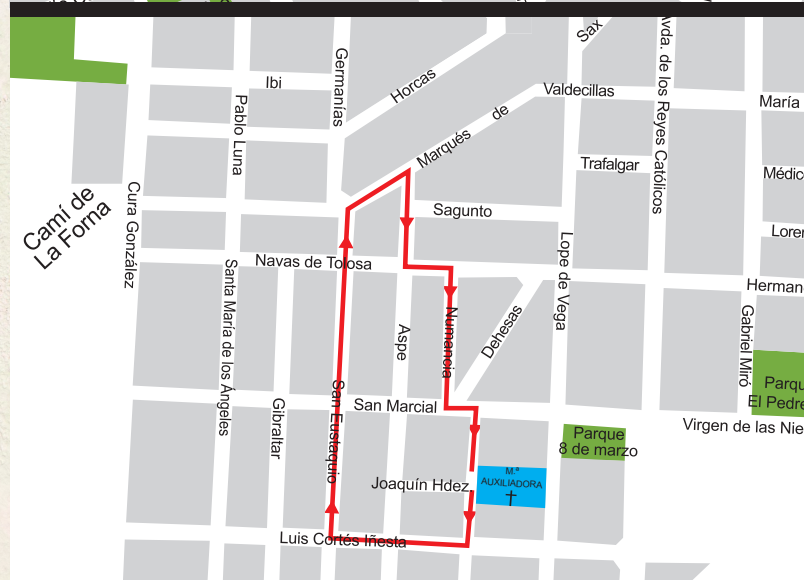 Sax
Avda. de los Reyes Católicos
Germanías
Horcas
Ibi
Valdecillas
María
Pablo Luna
Marqués de
Trafalgar
Médic
Camí de
La Forna
Cura González
Sagunto
Loren
Lope de Vega
Navas de Tolosa
Santa María de los Ángeles
Hernan
Aspe
Numancia
Dehesas
Gabriel Miró
Parqu
El Pedre
San Eustaquio
Gibraltar
San Marcial
Virgen de las Nie
Parque
8 de marzo
Joaquín Hdez.
M.ª
AUXILIADORA
Luis Cortés Iñesta